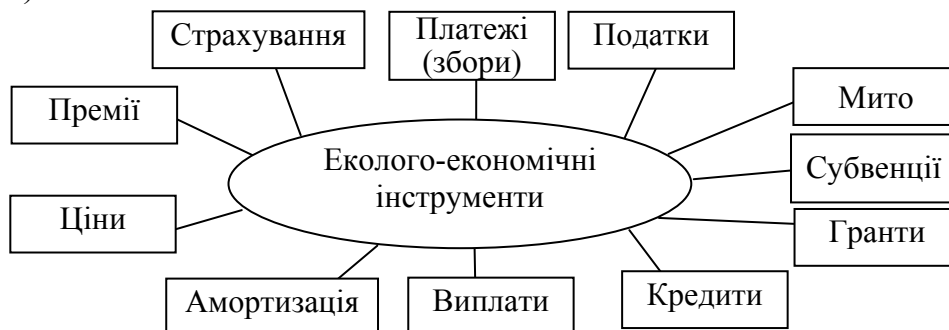 Страхування
Платежі
(збори)
Податки
Премії
Мито
Еколого-економічні
інструменти
Субвенції
Ціни
Гранти
Амортизація
Виплати
Кредити